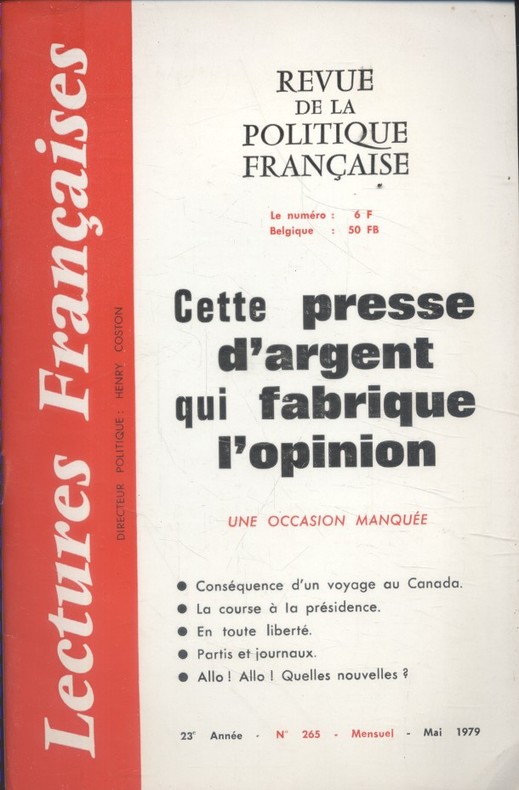 Lectures Françaises
DIRECTEUR POLITIQUE : HENRY COSTON
REVUE
DE LA
POLITIQUE
FRANÇAISE
Le numéro : 6 F
Belgique : 50 FB
Cette presse
d'argent
qui fabrique
l'opinion
UNE OCCASION MANQUÉE
● Conséquence d'un voyage au Canada.
● La course à la présidence.
● En toute liberté.
● Partis et journaux.
● Allo ! Allo ! Quelles nouvelles ?
23e Année - N° 265 - Mensuel - Mai 1979